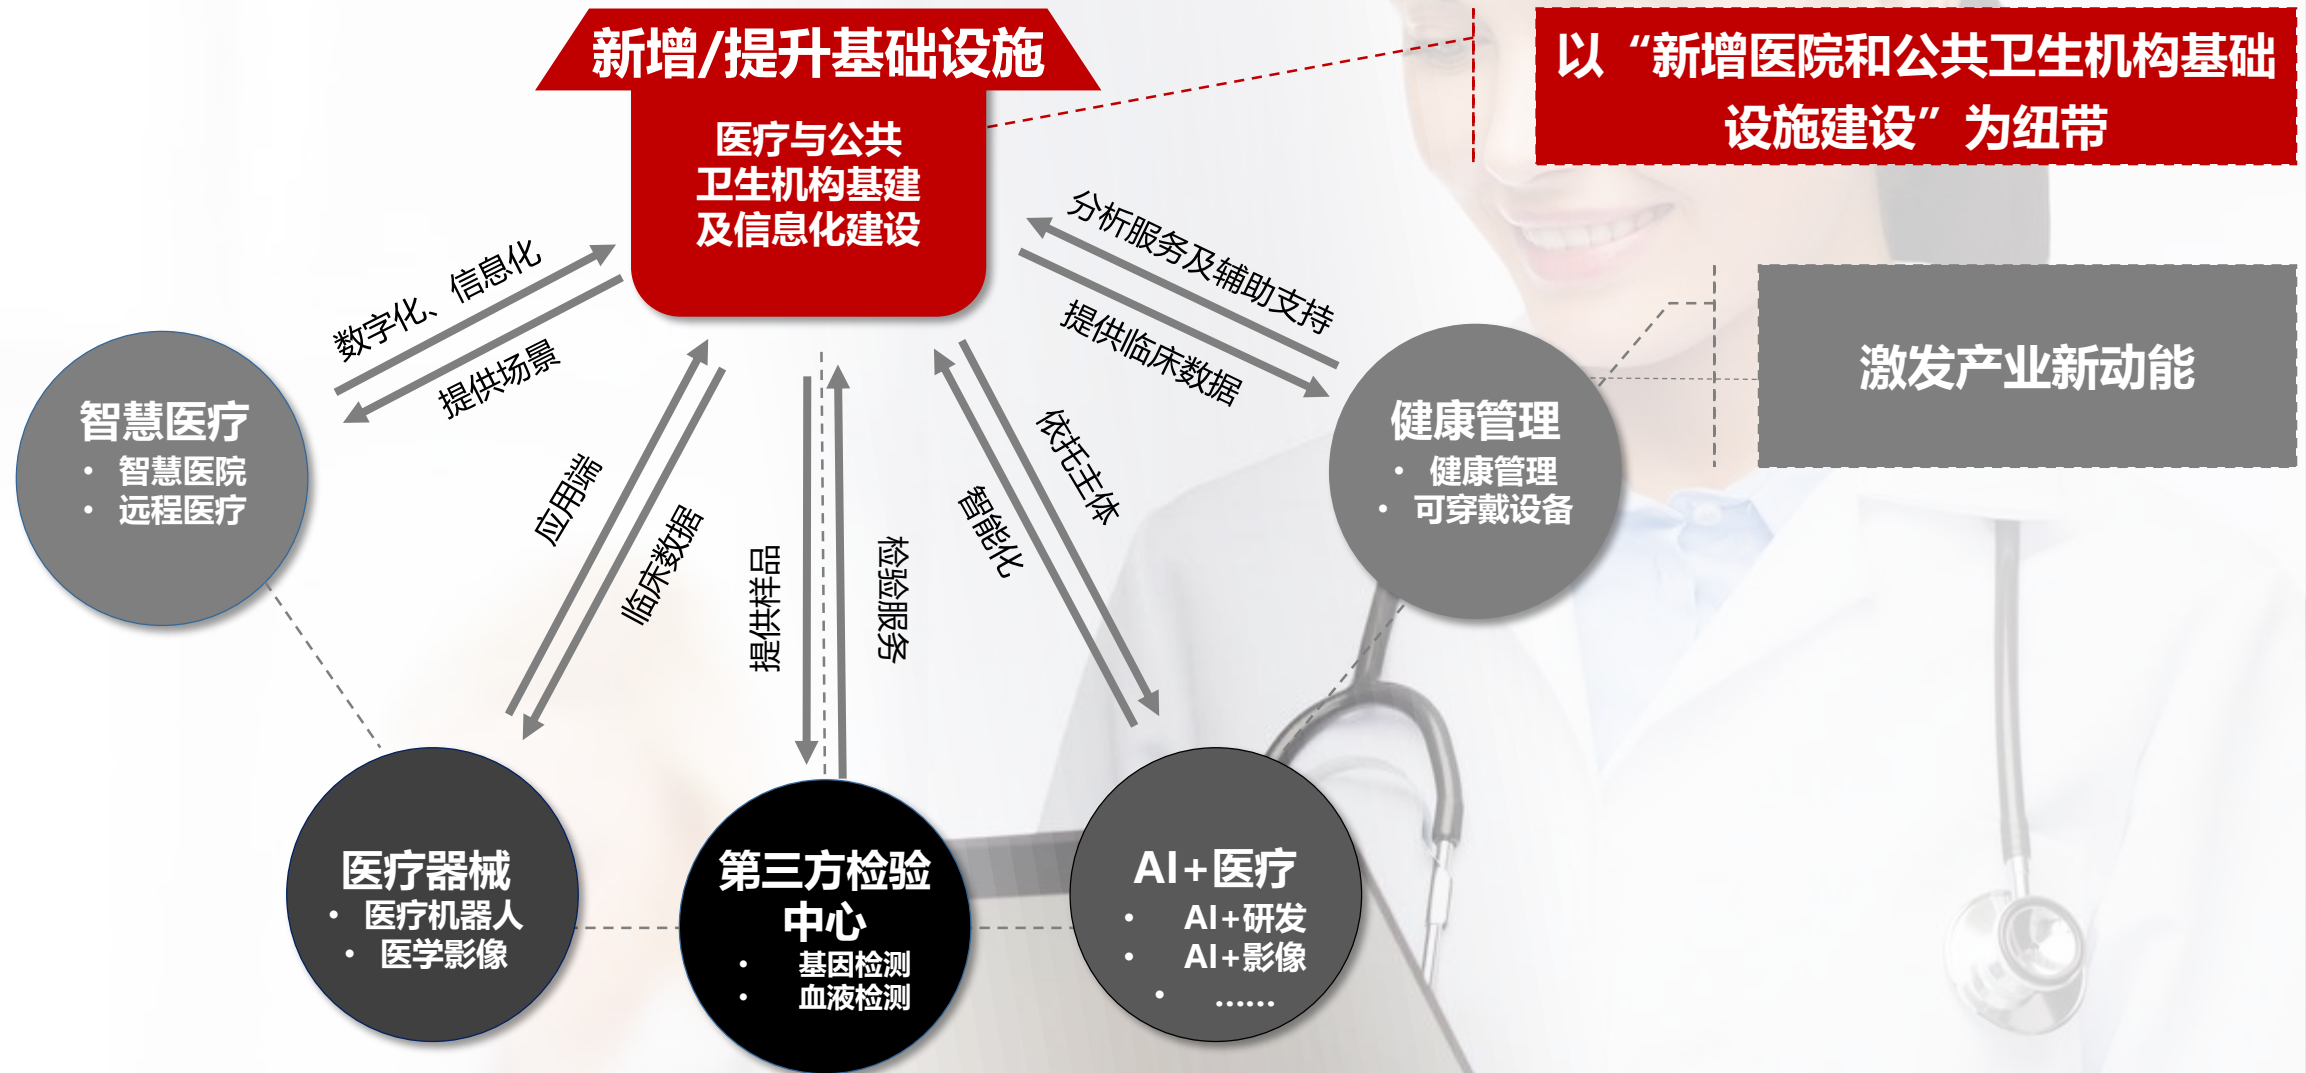 新增/提升基础设施
医疗与公共
卫生机构基建
及信息化建设
以“新增医院和公共卫生机构基础
设施建设”为纽带
激发产业新动能
数字化、信息化
提供场景
应用端
临床数据
提供样品
检验服务
智能化
依托主体
分析服务及辅助支持
提供临床数据
智慧医疗
• 智慧医院
• 远程医疗
健康管理
• 健康管理
• 可穿戴设备
医疗器械
• 医疗机器人
• 医学影像
第三方检验
中心
• 基因检测
• 血液检测
AI+医疗
• AI+研发
• AI+影像
• ……